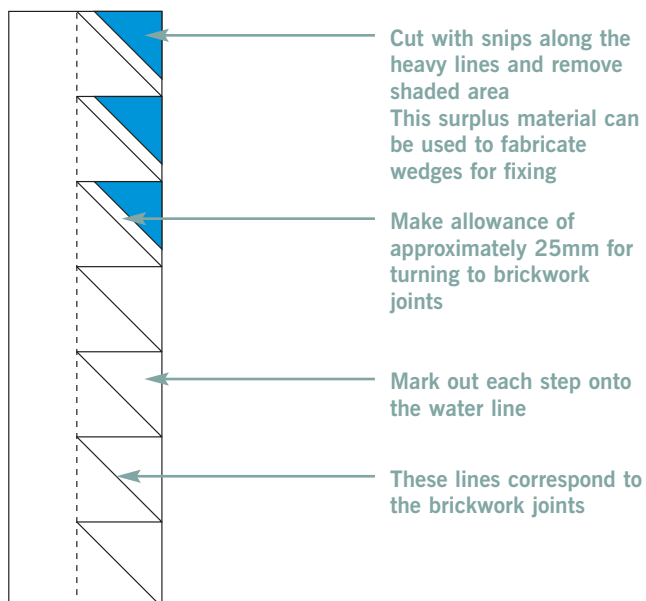 Cut with snips along the
heavy lines and remove
shaded area
This surplus material can
be used to fabricate
wedges for fixing
Make allowance of
approximately 25mm for
turning to brickwork
joints
Mark out each step onto
the water line
These lines correspond to
the brickwork joints